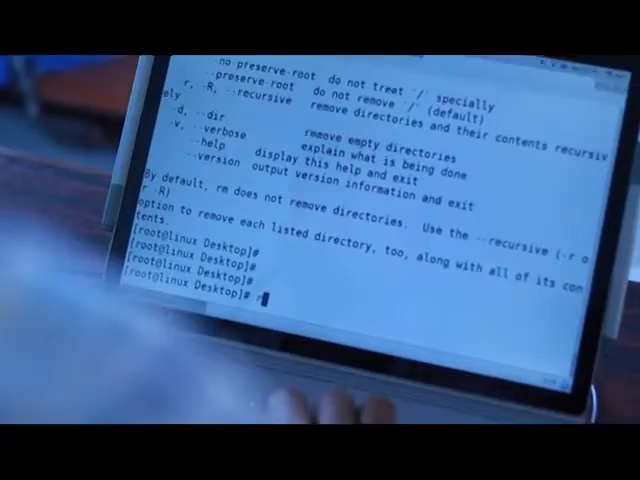 --no-preserve-root  do not treat '/' specially
--preserve-root  do not remove '/' (default)
-r, -R, --recursive  remove directories and their contents recursiv
ely
-d, --dir  remove empty directories
-v, --verbose  explain what is being done
--help  display this help and exit
--version  output version information and exit
By default, rm does not remove directories.  Use the --recursive (-r o
r -R)
option to remove each listed directory, too, along with all of its con
tents.
[root@linux Desktop]#
[root@linux Desktop]#
[root@linux Desktop]#
[root@linux Desktop]# r